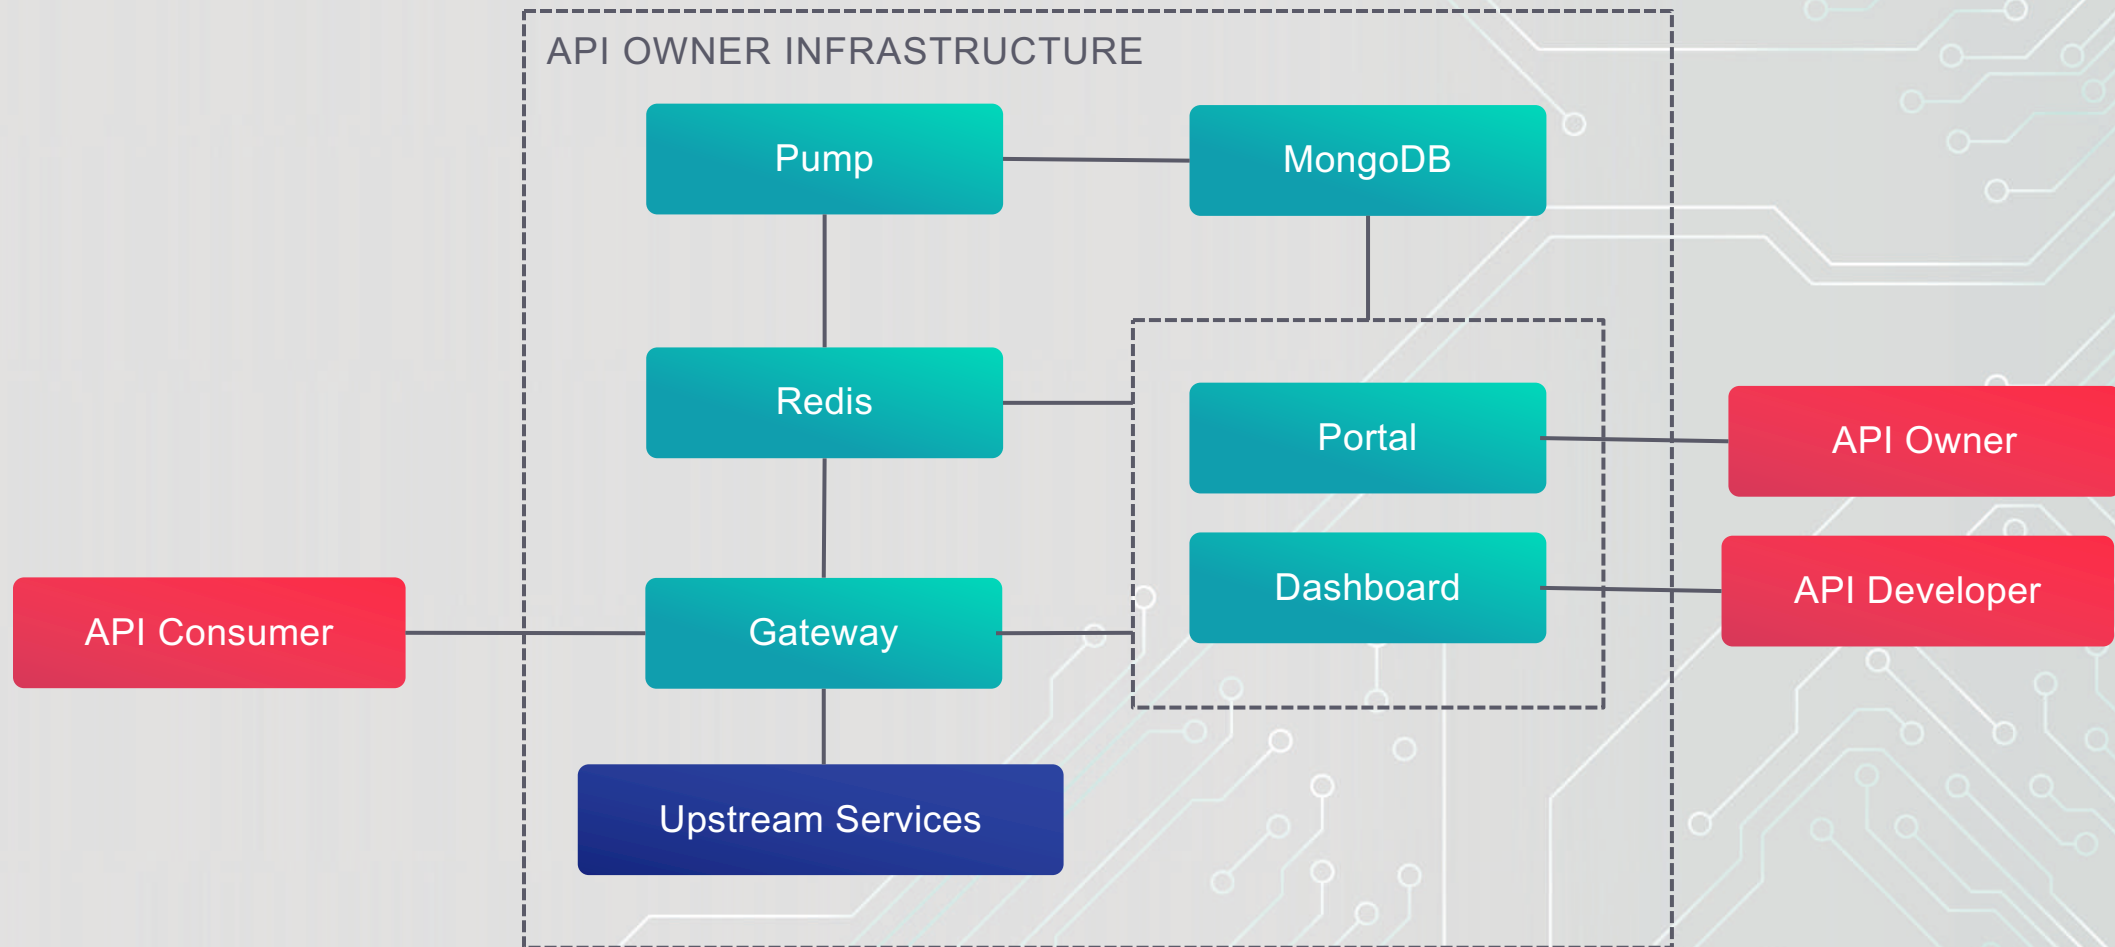 API OWNER INFRASTRUCTURE
Pump
MongoDB
Redis
Portal
API Owner
Dashboard
API Developer
API Consumer
Gateway
Upstream Services